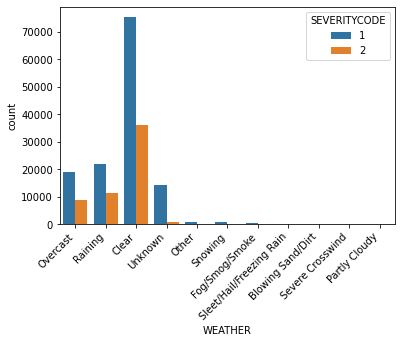 SEVERITYCODE
1
2
70000
60000
50000
40000
30000
20000
10000
0
count
Overcast
Raining
Clear
Unknown
Other
Snowing
Fog/Smog/Smoke
Sleet/Hail/Freezing Rain
Blowing Sand/Dirt
Severe Crosswind
Partly Cloudy
WEATHER